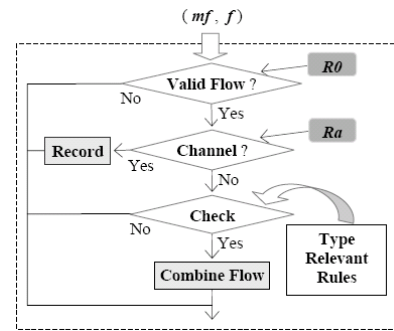 ( mf , f )
Valid Flow ?
R0
No
Yes
Ra
Record
Channel ?
Yes
No
Check
No
Yes
Type
Relevant
Rules
Combine Flow